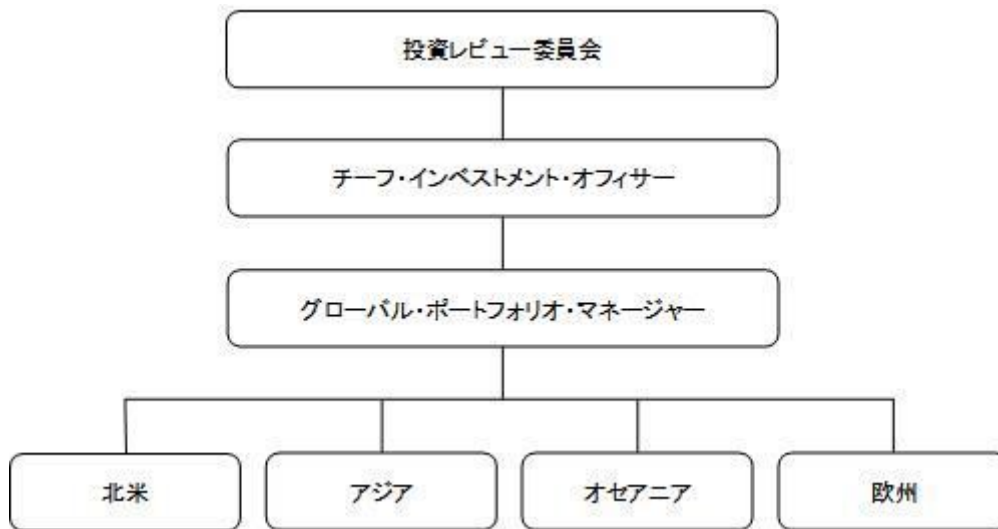 投資レビュー委員会
チーフ・インベストメント・オフィサー
グローバル・ポートフォリオ・マネージャー
北米
アジア
オセアニア
欧州